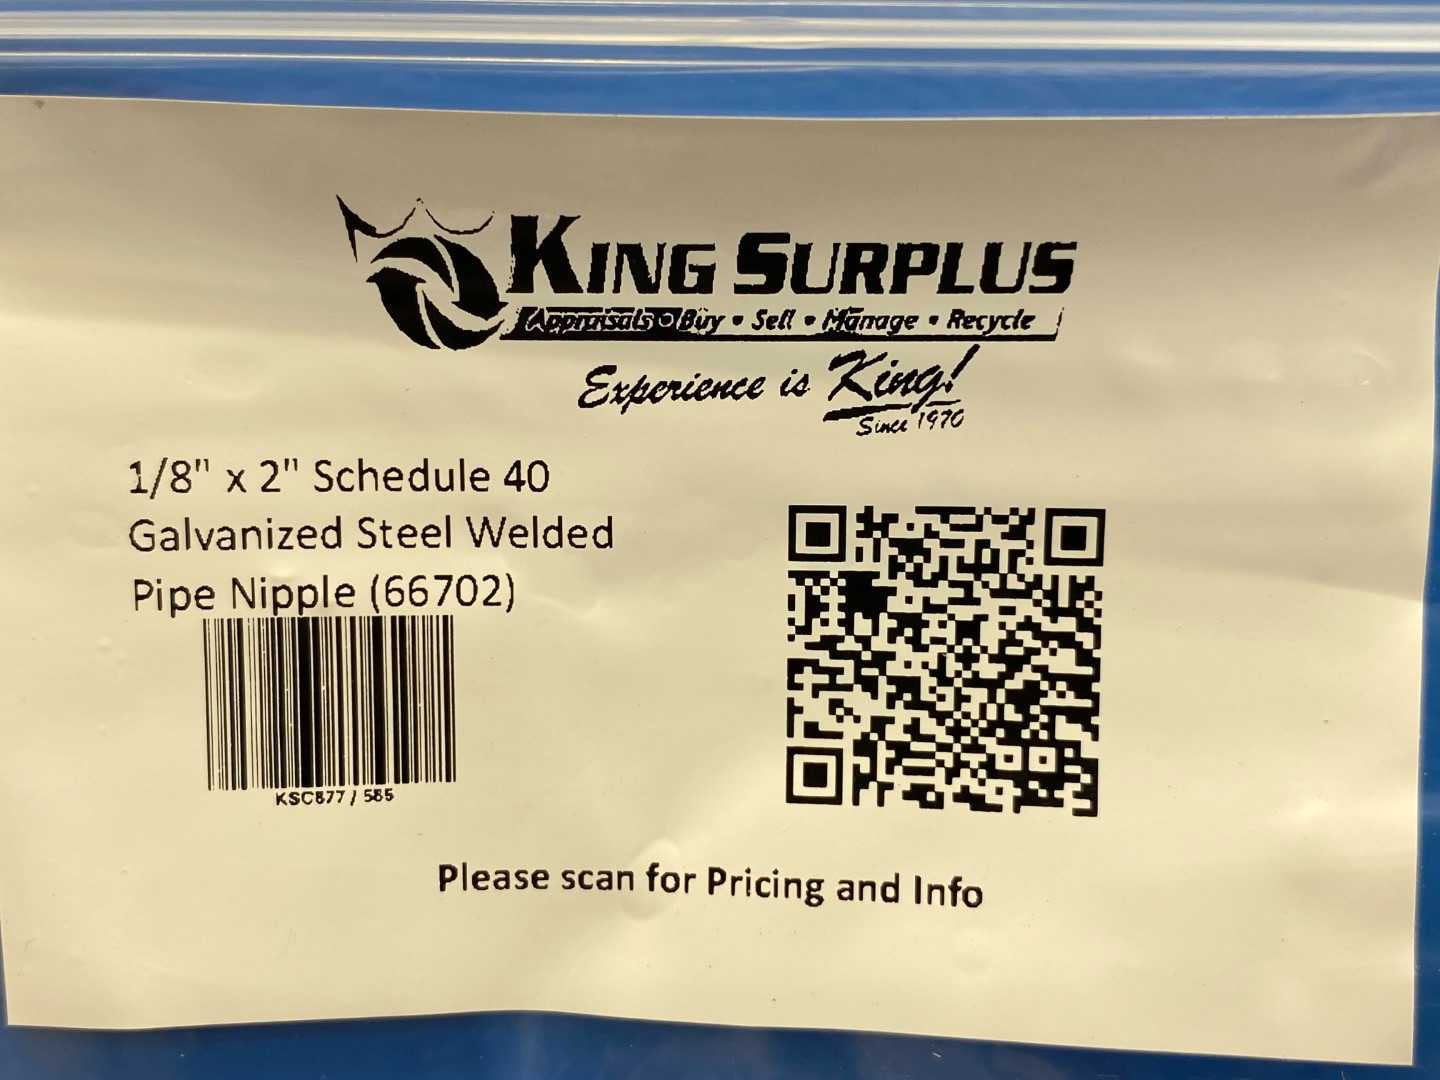 KING SURPLUS
Appraisals • Buy • Sell • Manage • Recycle
Experience is King!
Since 1970
1/8" x 2" Schedule 40
Galvanized Steel Welded
Pipe Nipple (66702)
KSC877 / 585
Please scan for Pricing and Info